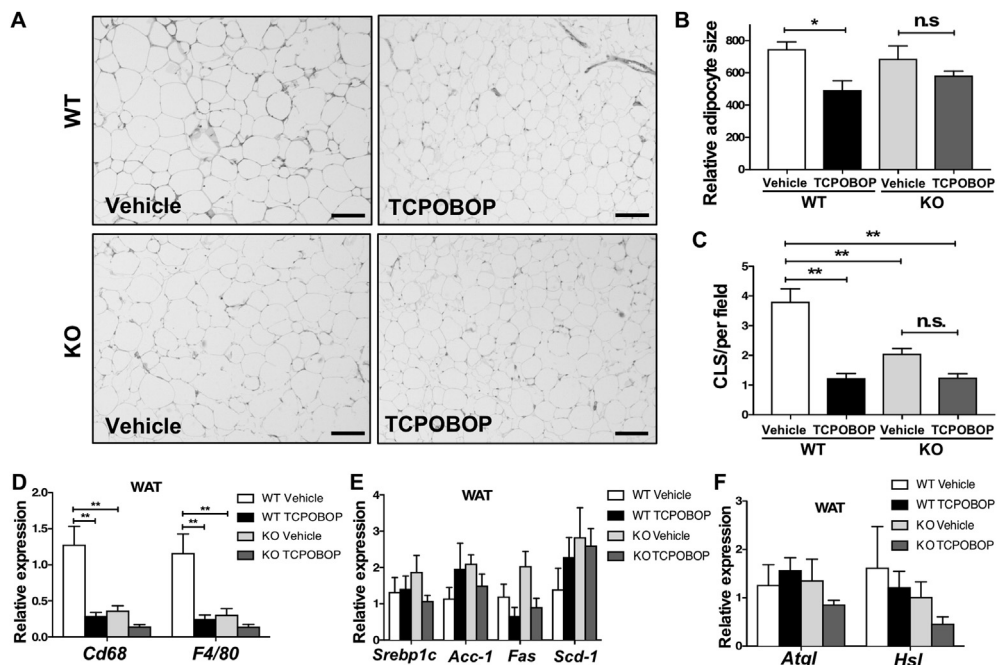 A
WT
Vehicle
TCPOBOP
KO
Vehicle
TCPOBOP
B
Relative adipocyte size
800
600
400
200
0
*
n.s
Vehicle TCPOBOP Vehicle TCPOBOP
WT KO
C
CLS/per field
5
4
3
2
1
0
**
**
**
n.s.
Vehicle TCPOBOP Vehicle TCPOBOP
WT KO
D
WAT
Relative expression
2.0
1.5
1.0
0.5
0.0
**
**
**
**
WT Vehicle
WT TCPOBOP
KO Vehicle
KO TCPOBOP
Cd68 F4/80
E
WAT
Relative expression
4
3
2
1
0
WT Vehicle
WT TCPOBOP
KO Vehicle
KO TCPOBOP
Srebp1c Acc-1 Fas Scd-1
F
WAT
Relative expression
3
2
1
0
WT Vehicle
WT TCPOBOP
KO Vehicle
KO TCPOBOP
Atgl Hsl